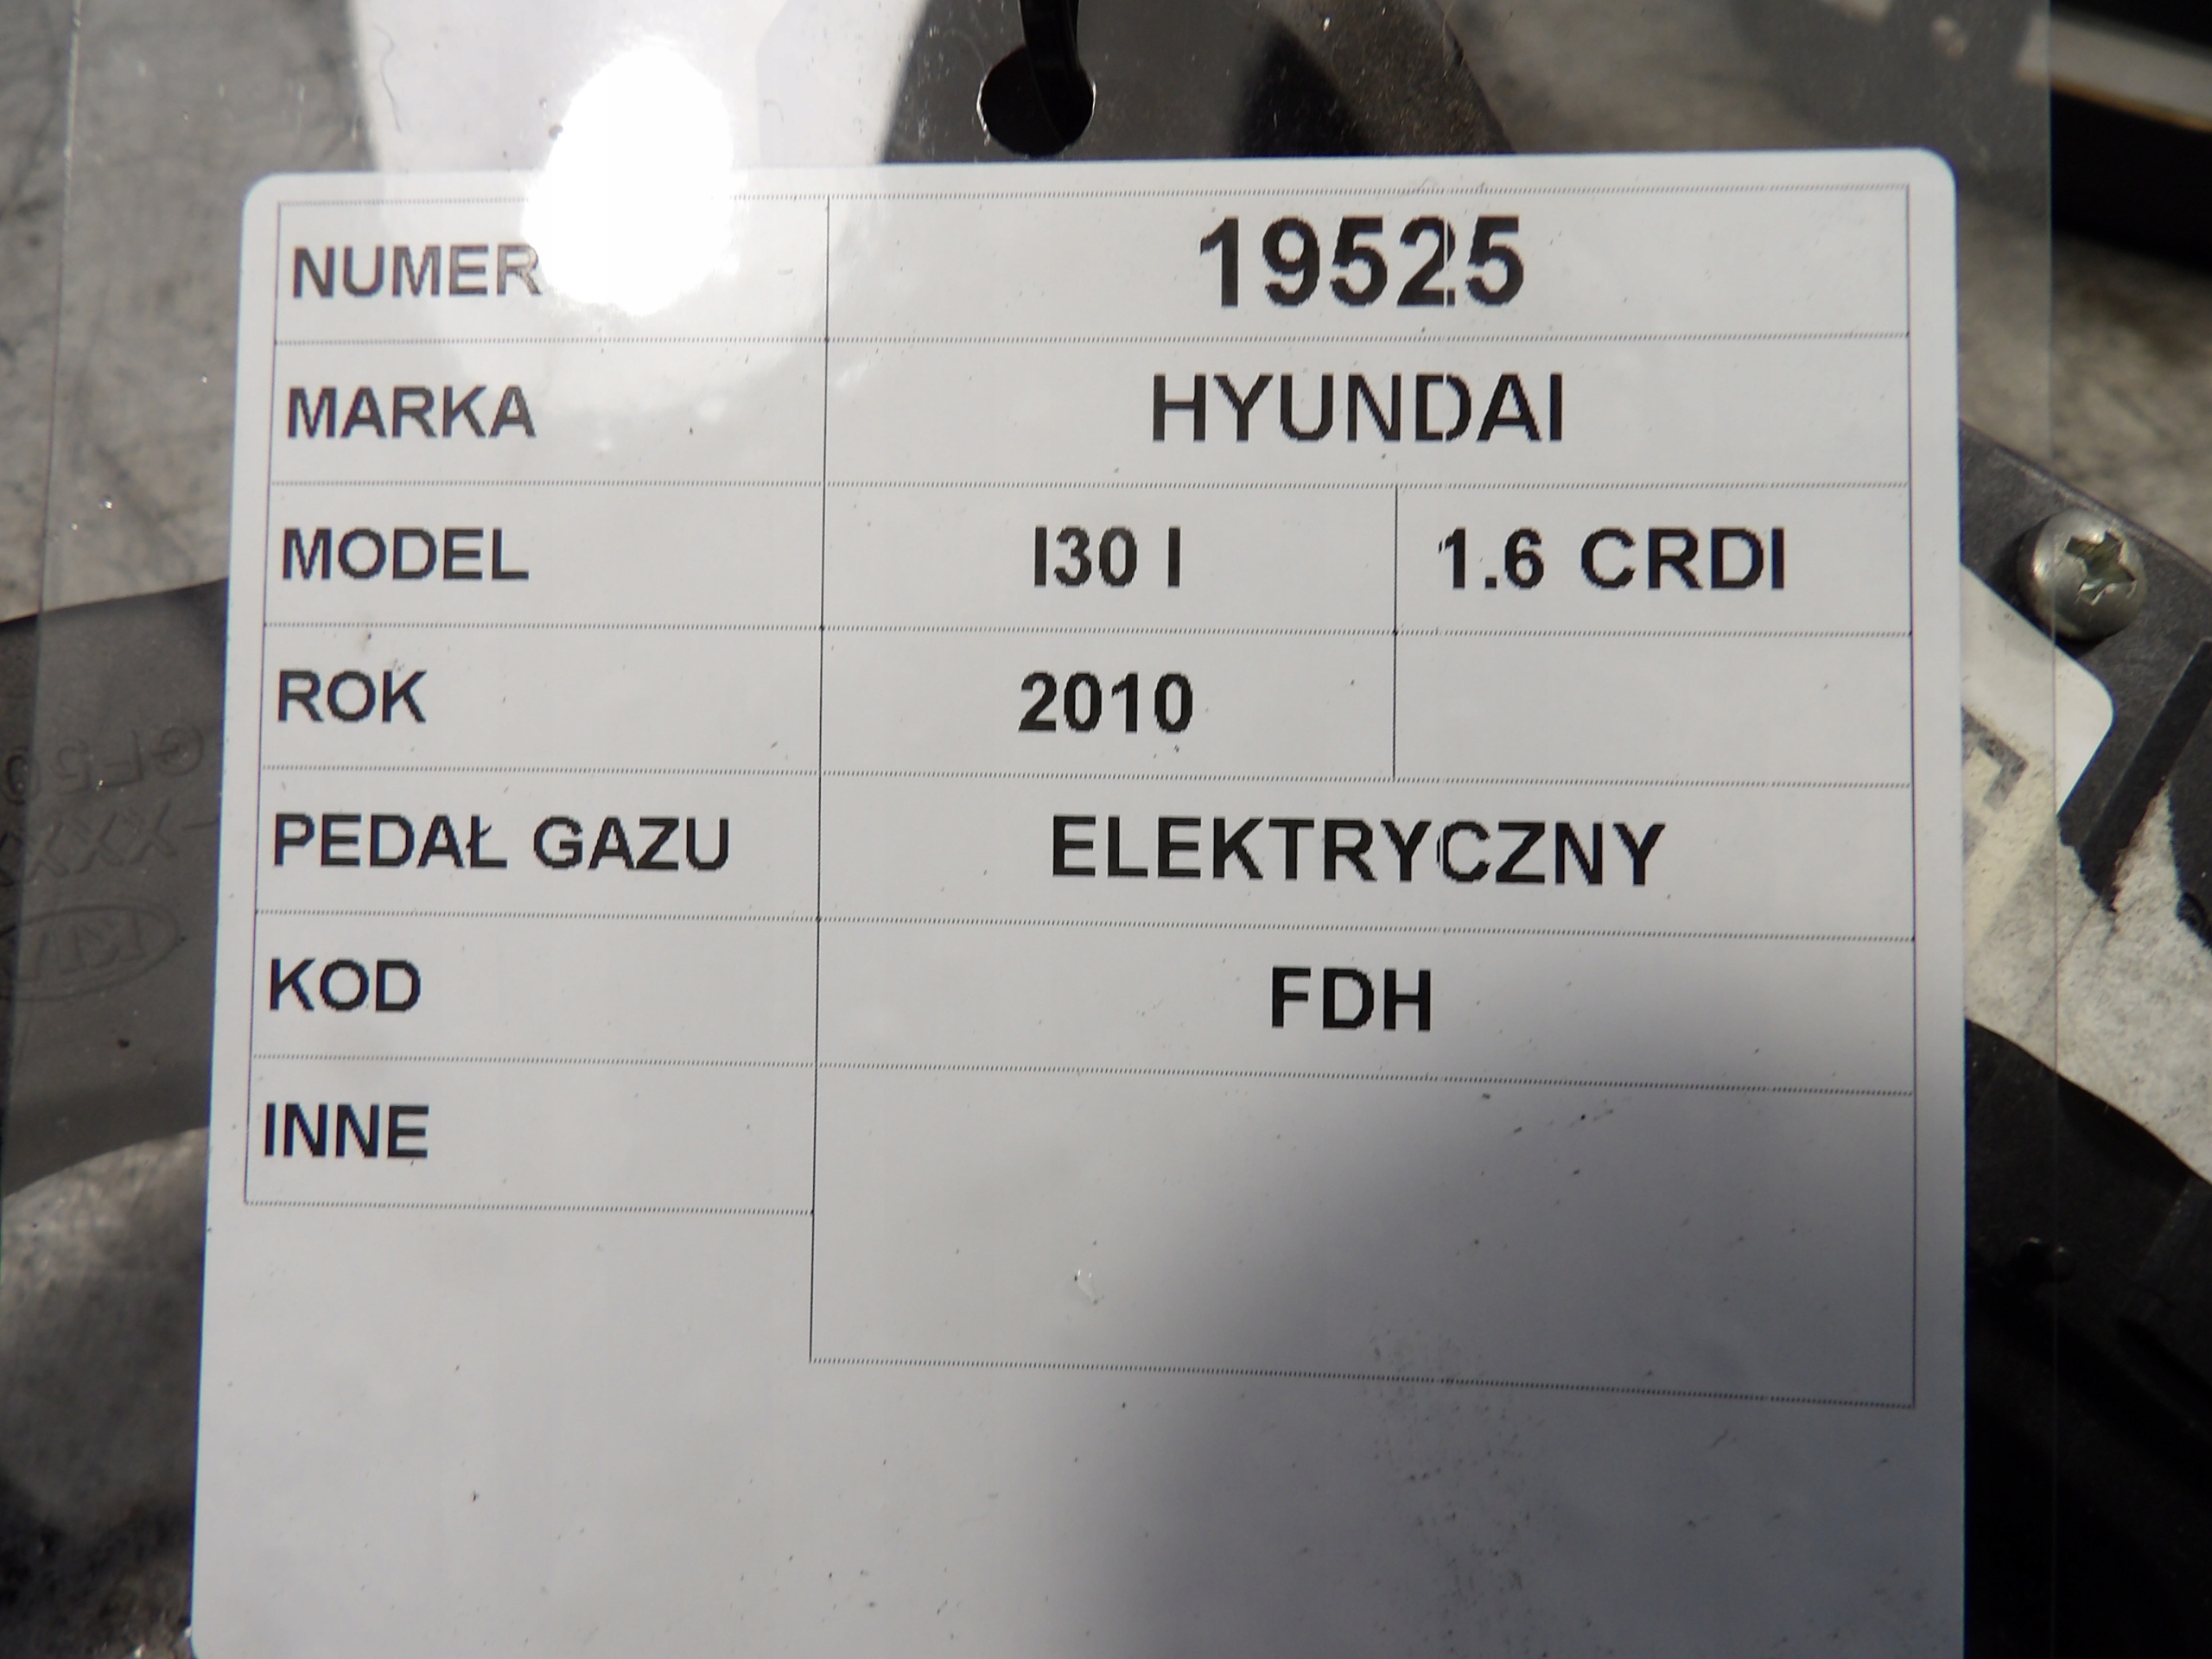 NUMER 19525
MARKA HYUNDAI
MODEL I30 I 1.6 CRDI
ROK 2010
PEDAŁ GAZU ELEKTRYCZNY
KOD FDH
INNE